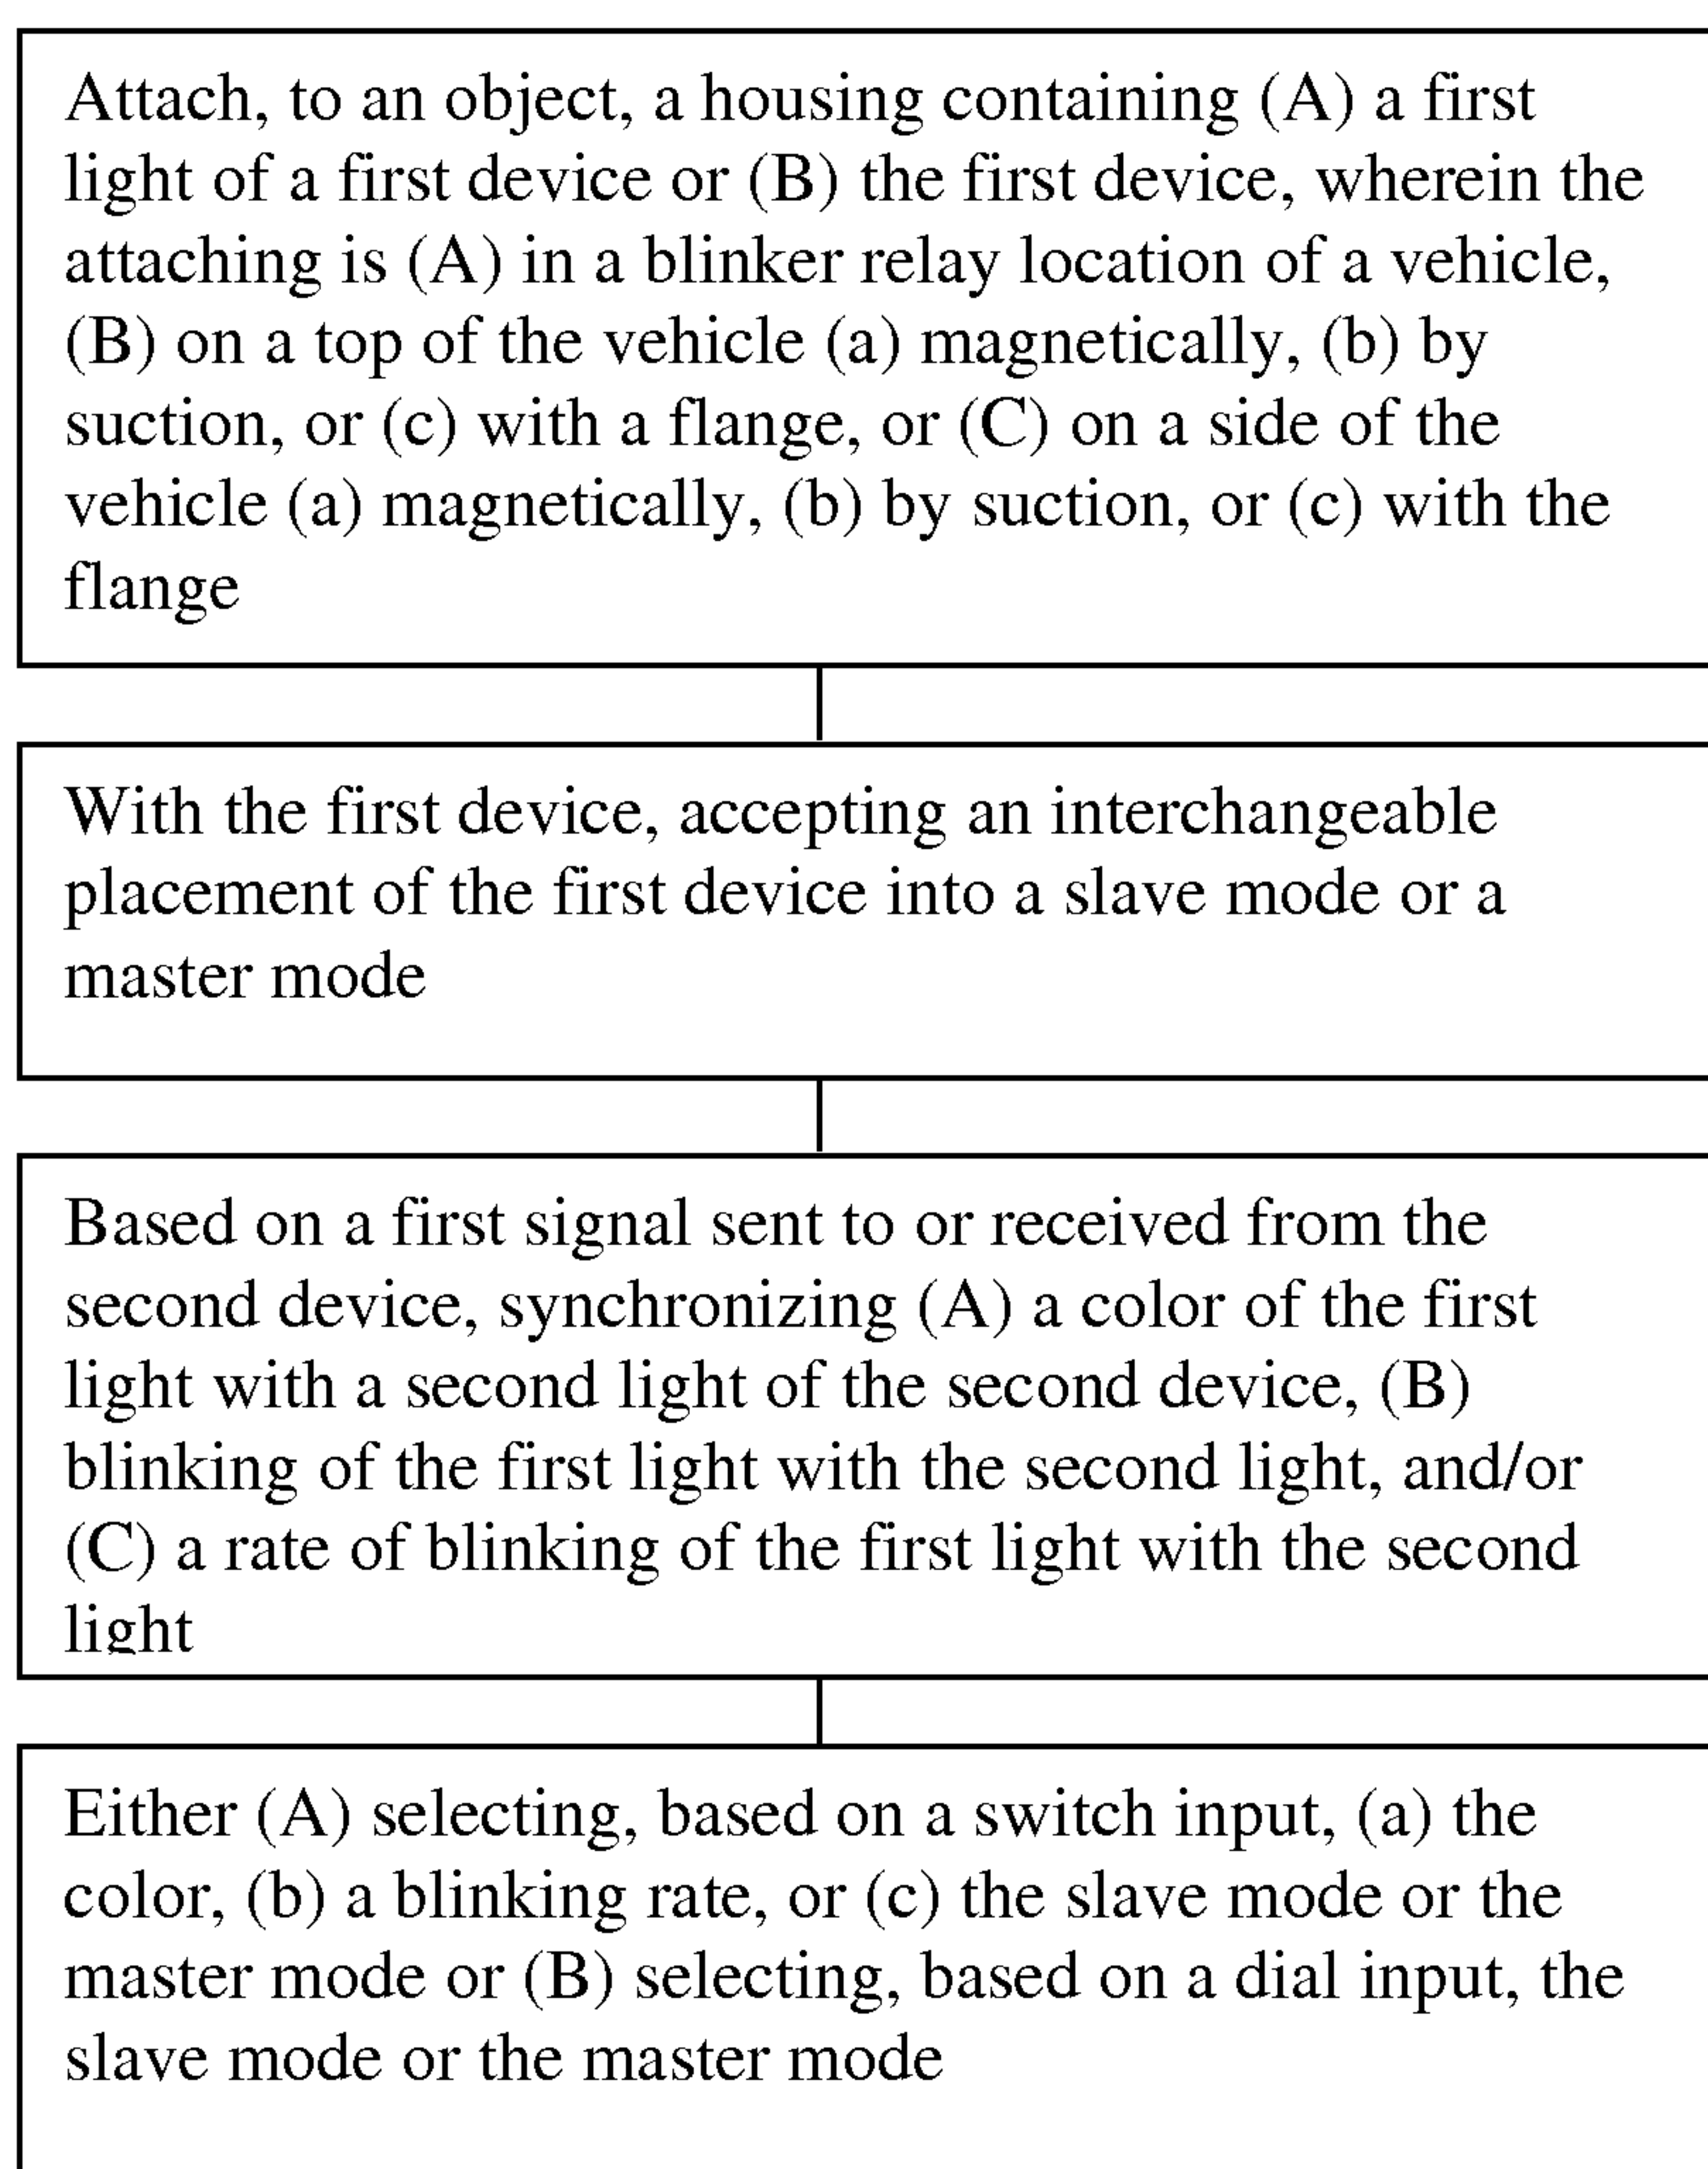 Attach, to an object, a housing containing (A) a first
light of a first device or (B) the first device, wherein the
attaching is (A) in a blinker relay location of a vehicle,
(B) on a top of the vehicle (a) magnetically, (b) by
suction, or (c) with a flange, or (C) on a side of the
vehicle (a) magnetically, (b) by suction, or (c) with the
flange
With the first device, accepting an interchangeable
placement of the first device into a slave mode or a
master mode
Based on a first signal sent to or received from the
second device, synchronizing (A) a color of the first
light with a second light of the second device, (B)
blinking of the first light with the second light, and/or
(C) a rate of blinking of the first light with the second
light
Either (A) selecting, based on a switch input, (a) the
color, (b) a blinking rate, or (c) the slave mode or the
master mode or (B) selecting, based on a dial input, the
slave mode or the master mode